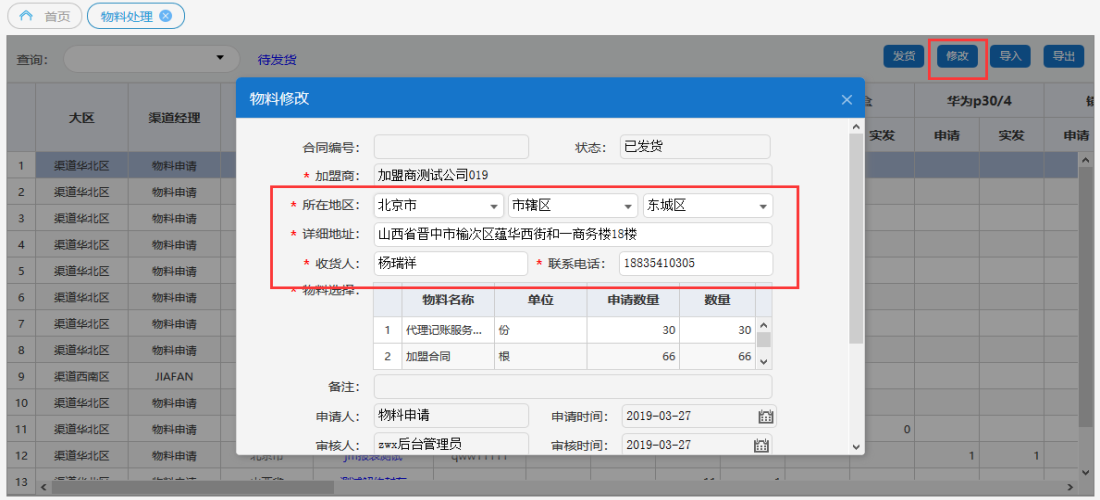 首页 物料处理
查询: 待发货 发货 修改 导入 导出
物料修改
大区 渠道经理 华为p30/4
实发 申请 实发 申请
合同编号: 状态: 已发货
* 加盟商: 加盟商测试公司019
* 所在地区: 北京市 市辖区 东城区
* 详细地址: 山西省晋中市榆次区蕴华西街和一商务楼18楼
* 收货人: 杨瑞祥 * 联系电话: 18835410305
* 物料选择: 物料名称 单位 申请数量 数量
1 代理记账服务... 份 30 30
2 加盟合同 根 66 66
备注:
申请人: 物料申请 申请时间: 2019-03-27
审核人: zwx后台管理员 审核时间: 2019-03-27
1 渠道华北区 物料申请
2 渠道华北区 物料申请
3 渠道华北区 物料申请
4 渠道华北区 物料申请
5 渠道华北区 物料申请
6 渠道华北区 物料申请
7 渠道华北区 物料申请
8 渠道华北区 物料申请
9 渠道西南区 JIAFAN
10 渠道华北区 物料申请
11 渠道华北区 物料申请 0
12 渠道华北区 物料申请 1 1
13